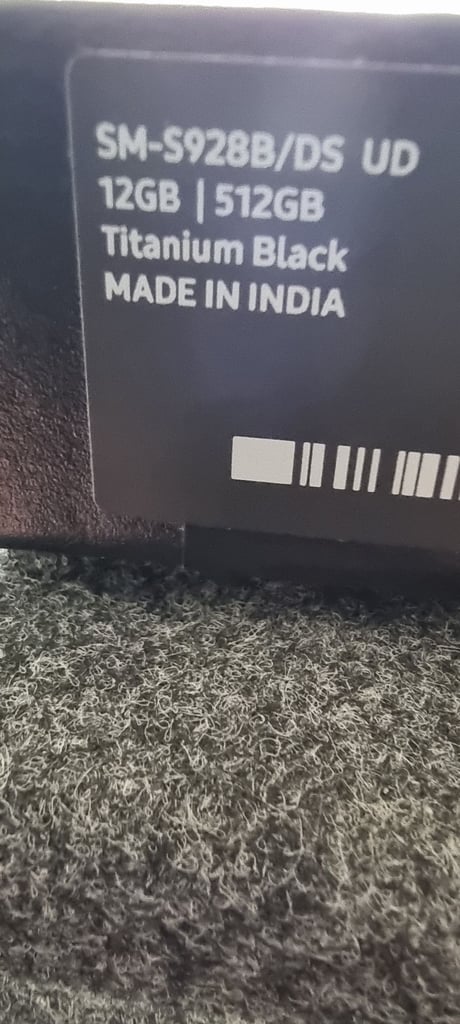 SM-S928B/DS UD
12GB | 512GB
Titanium Black
MADE IN INDIA